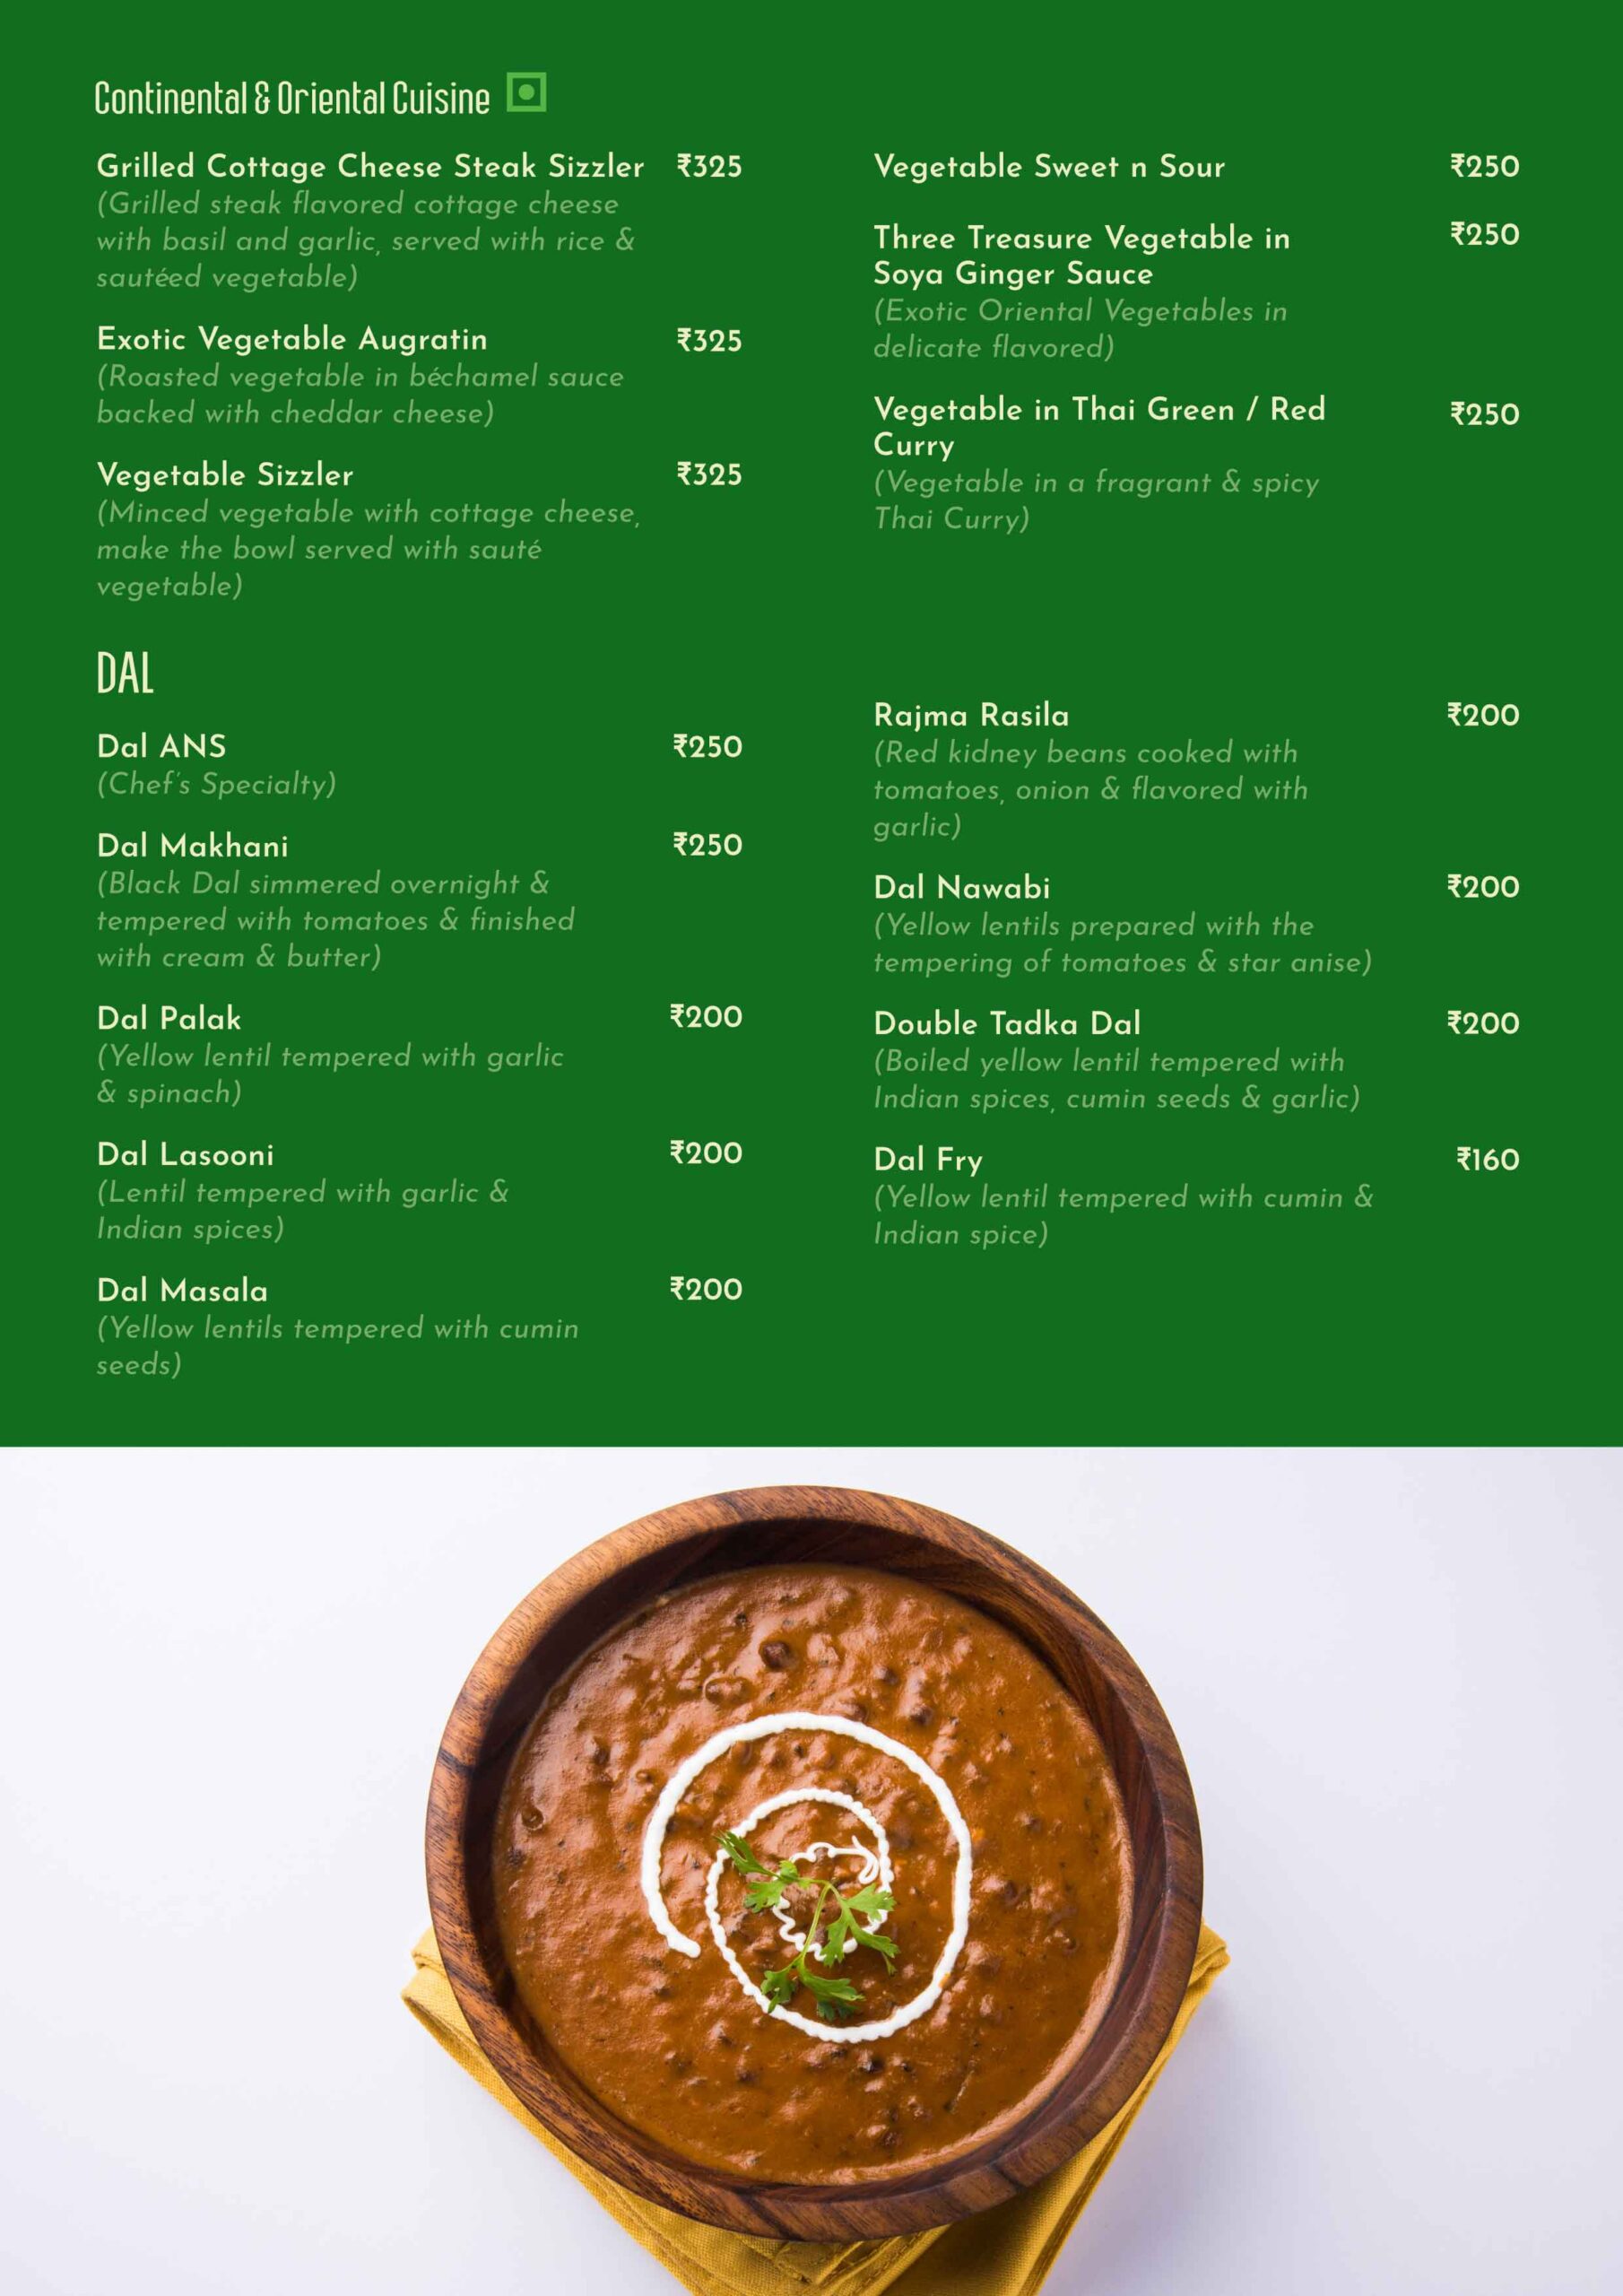 Continental & Oriental Cuisine
Grilled Cottage Cheese Steak Sizzler ₹325
(Grilled steak flavored cottage cheese
with basil and garlic, served with rice &
sautéed vegetable)
Exotic Vegetable Augratin ₹325
(Roasted vegetable in béchamel sauce
backed with cheddar cheese)
Vegetable Sizzler ₹325
(Minced vegetable with cottage cheese,
make the bowl served with sauté
vegetable)
Vegetable Sweet n Sour ₹250
Three Treasure Vegetable in ₹250
Soya Ginger Sauce
(Exotic Oriental Vegetables in
delicate flavored)
Vegetable in Thai Green / Red ₹250
Curry
(Vegetable in a fragrant & spicy
Thai Curry)
DAL
Dal ANS ₹250
(Chef's Specialty)
Dal Makhani ₹250
(Black Dal simmered overnight &
tempered with tomatoes & finished
with cream & butter)
Dal Palak ₹200
(Yellow lentil tempered with garlic
& spinach)
Dal Lasooni ₹200
(Lentil tempered with garlic &
Indian spices)
Dal Masala ₹200
(Yellow lentils tempered with cumin
seeds)
Rajma Rasila ₹200
(Red kidney beans cooked with
tomatoes, onion & flavored with
garlic)
Dal Nawabi ₹200
(Yellow lentils prepared with the
tempering of tomatoes & star anise)
Double Tadka Dal ₹200
(Boiled yellow lentil tempered with
Indian spices, cumin seeds & garlic)
Dal Fry ₹160
(Yellow lentil tempered with cumin &
Indian spice)